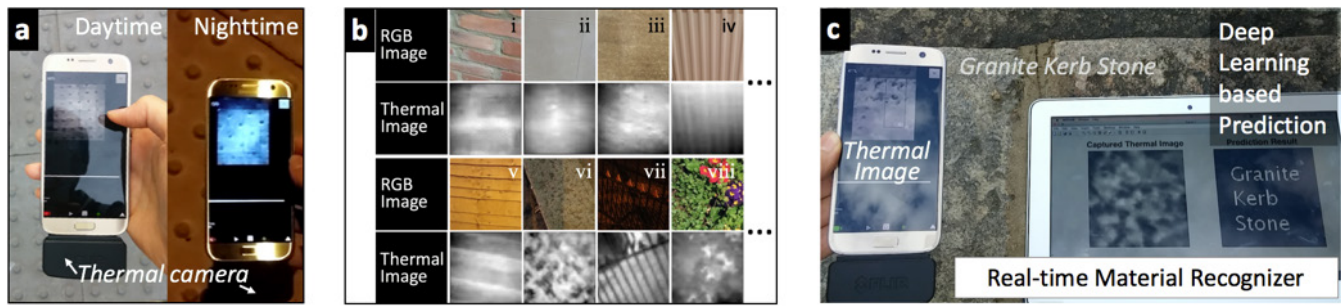 a
Daytime
Nighttime
Thermal camera
b
RGB Image
i
ii
iii
iv
...
Thermal Image
RGB Image
v
vi
vii
viii
...
Thermal Image
c
Granite Kerb Stone
Deep
Learning
based
Prediction
Thermal
Image
Captured Thermal Image
Prediction Result
Granite
Kerb
Stone
FLIR
Real-time Material Recognizer